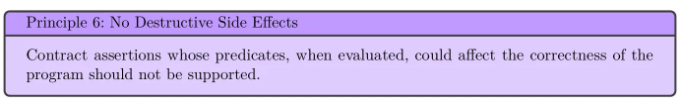 Principle 6: No Destructive Side Effects
Contract assertions whose predicates, when evaluated, could affect the correctness of the
program should not be supported.